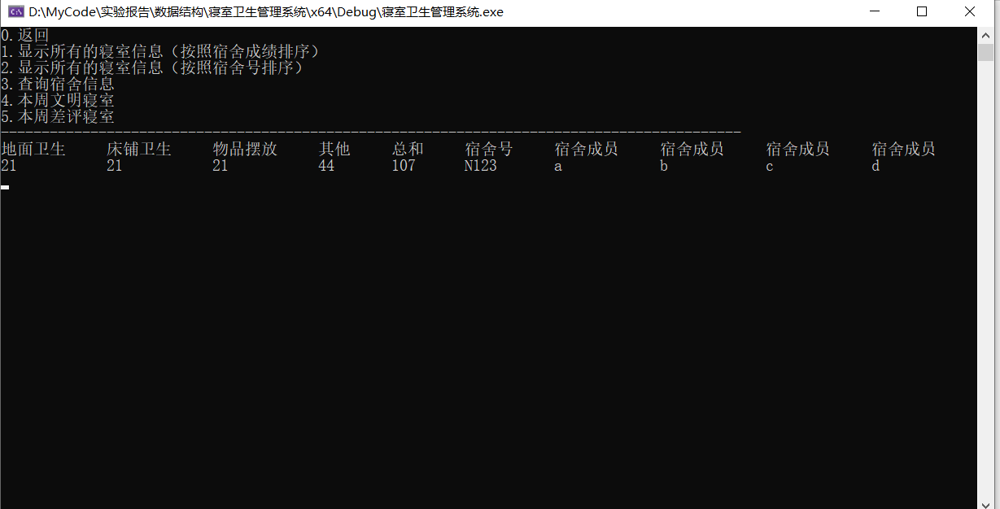 D:\MyCode\实验报告\数据结构\寝室卫生管理系统\x64\Debug\寝室卫生管理系统.exe
0.返回
1.显示所有的寝室信息（按照宿舍成绩排序）
2.显示所有的寝室信息（按照宿舍号排序）
3.查询宿舍信息
4.本周文明寝室
5.本周差评寝室
-------------------------------------------------------------------------------------------
地面卫生 床铺卫生 物品摆放 其他 总和 宿舍号 宿舍成员 宿舍成员 宿舍成员 宿舍成员
21 21 21 44 107 N123 a b c d